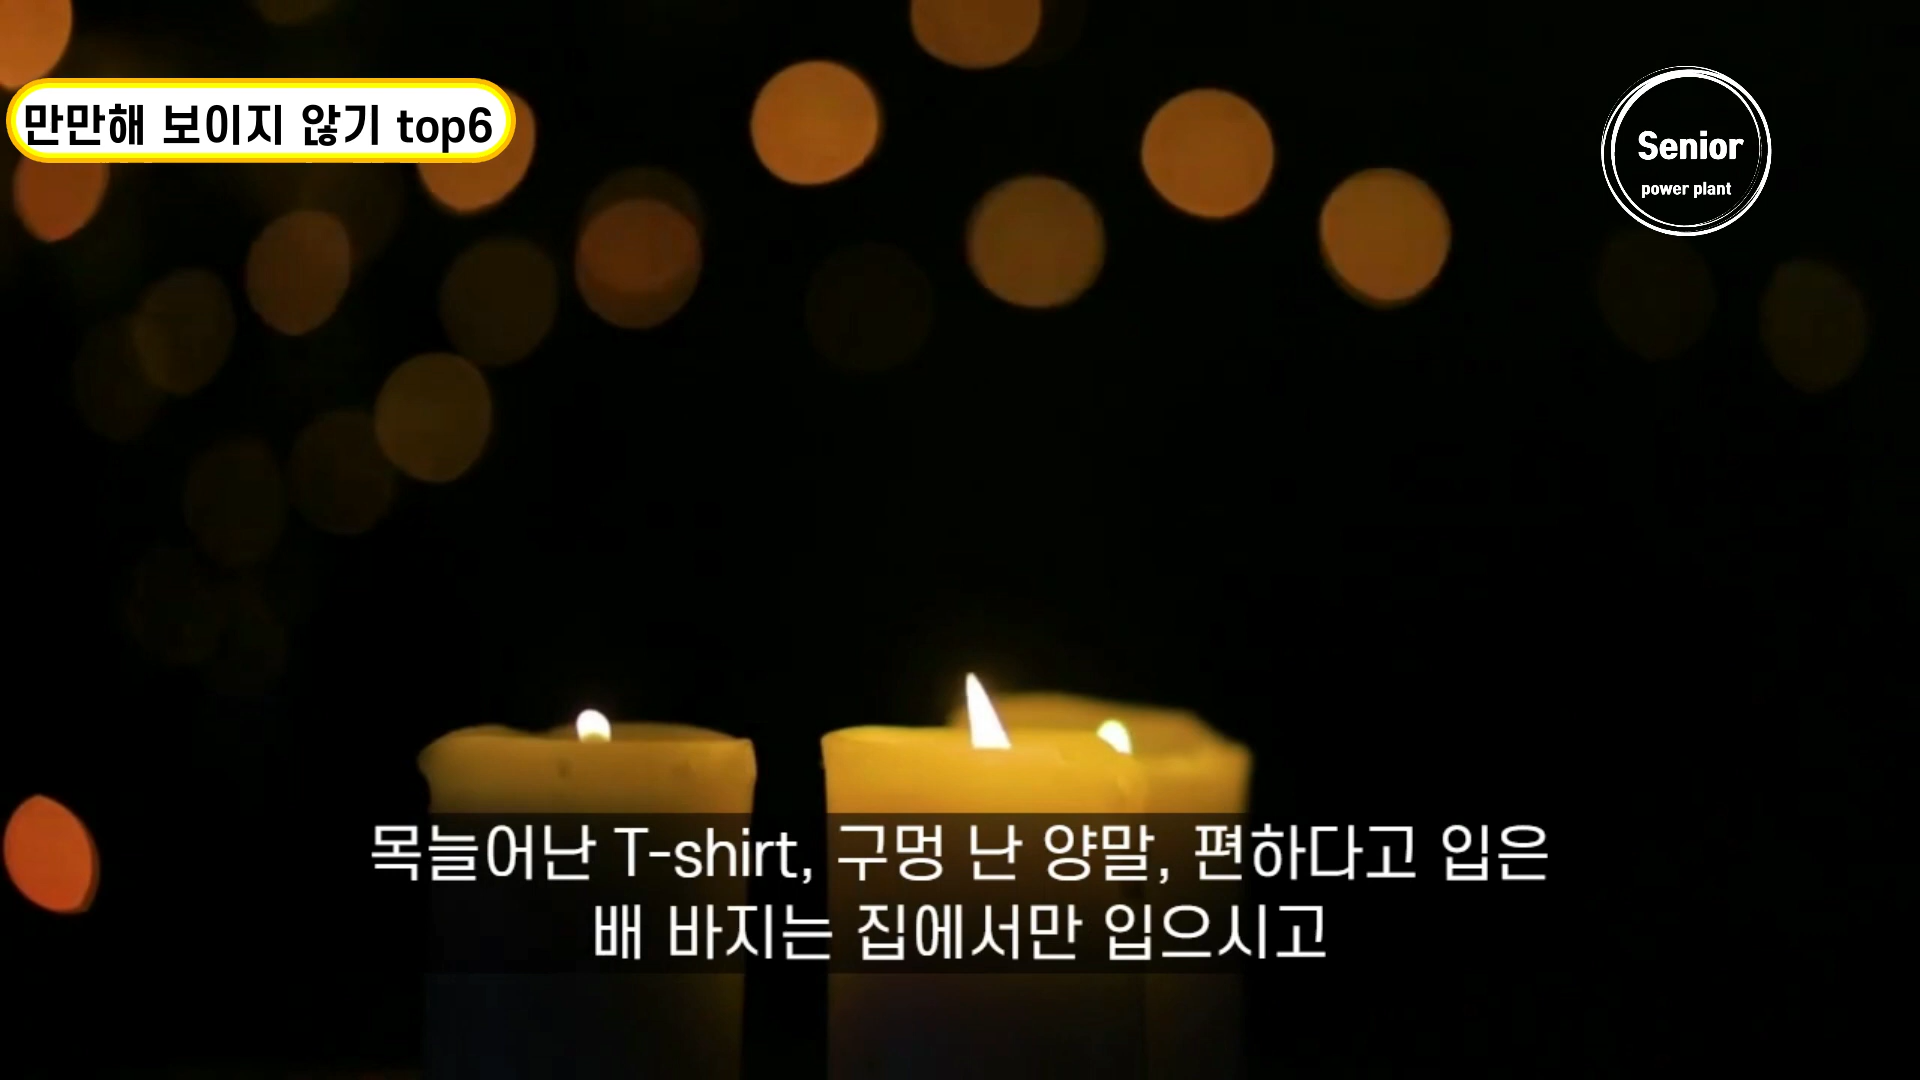 만만해 보이지 않기 top6
Senior
power plant
목늘어난 T-shirt, 구멍 난 양말, 편하다고 입은
배 바지는 집에서만 입으시고